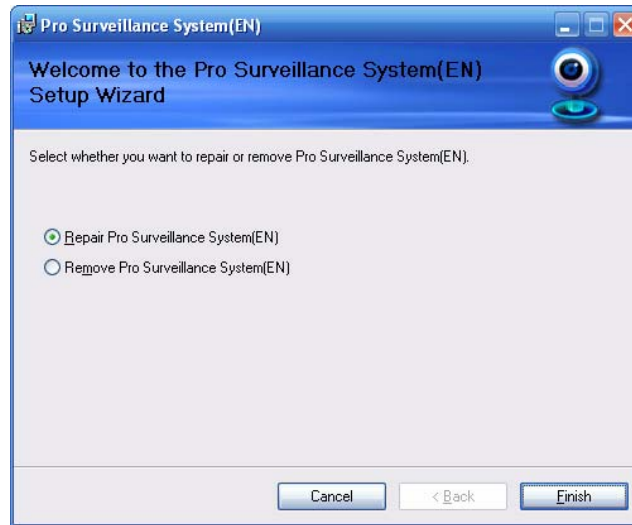 Pro Surveillance System(EN)
Welcome to the Pro Surveillance System(EN)
Setup Wizard
Select whether you want to repair or remove Pro Surveillance System(EN).
Repair Pro Surveillance System(EN)
Remove Pro Surveillance System(EN)
Cancel
< Back
Finish